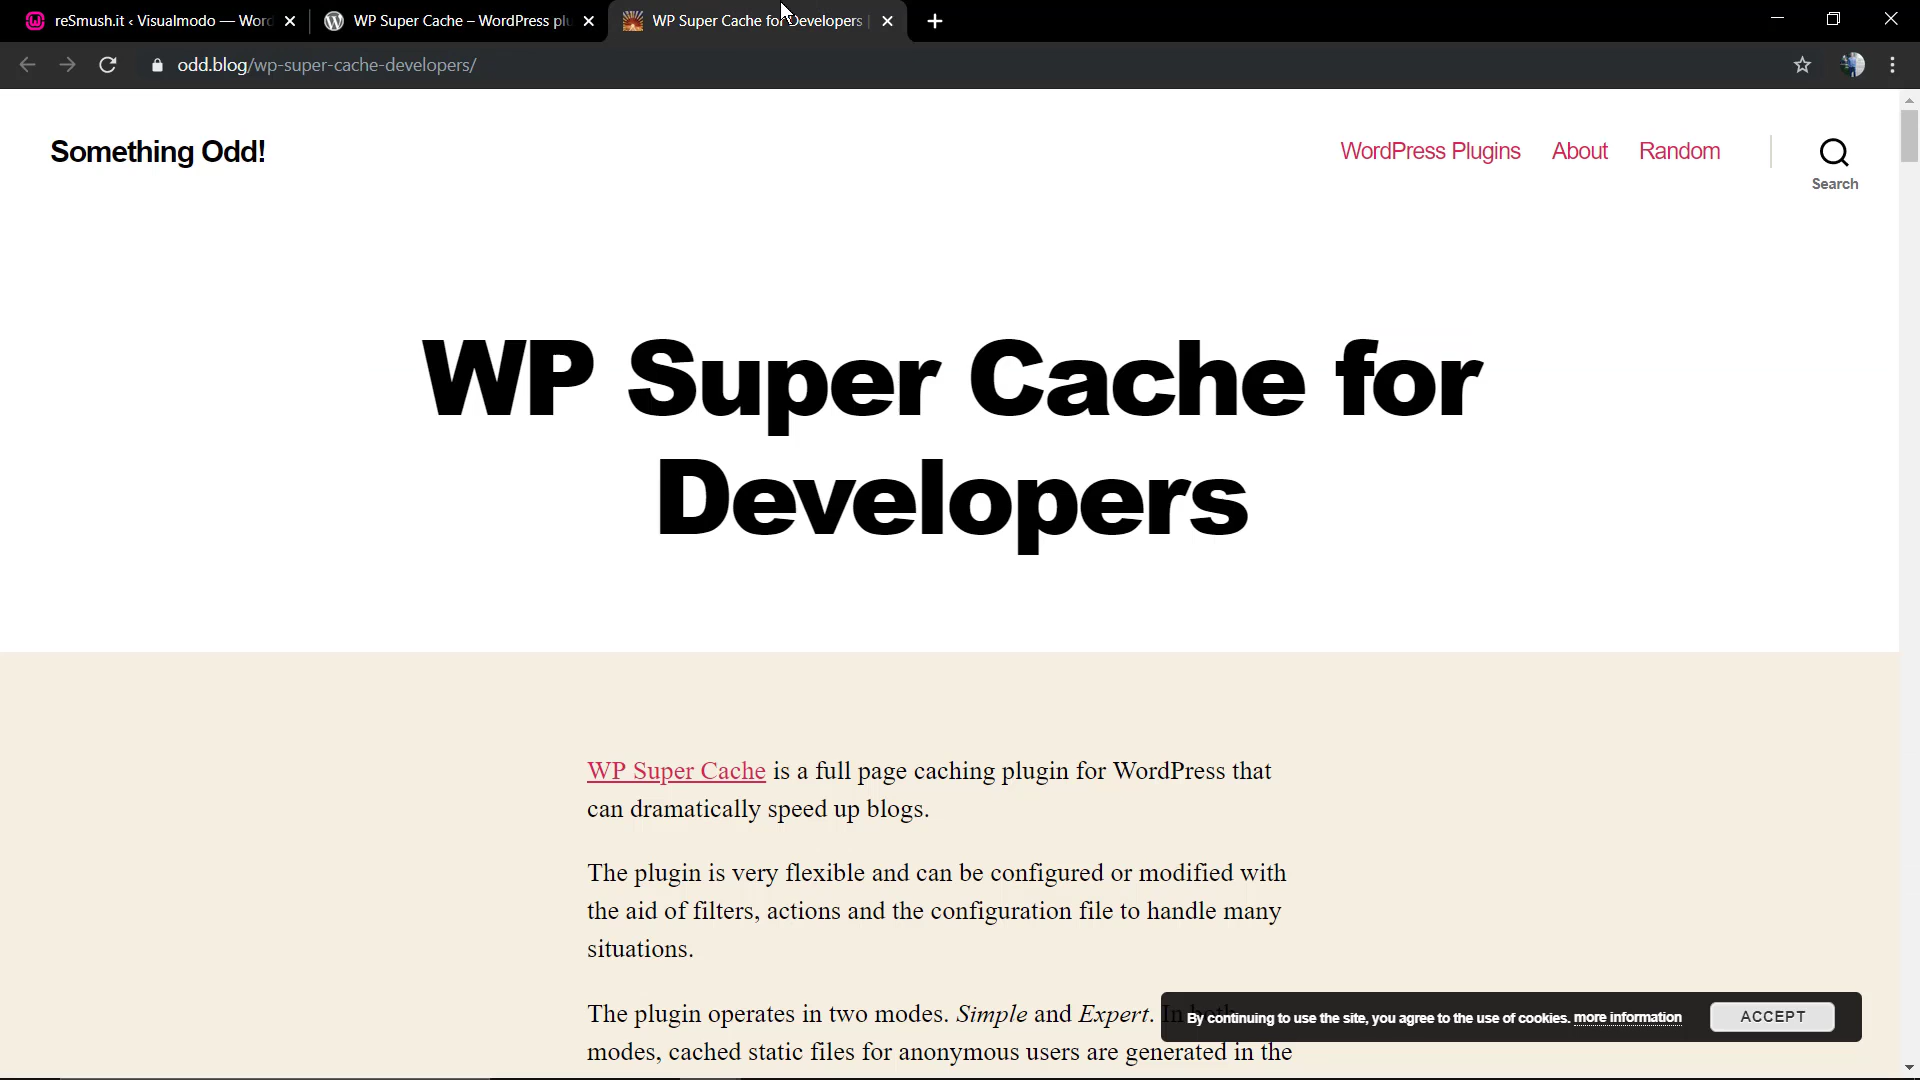 reSmush.it ‹ Visualmodo — Word
WP Super Cache – WordPress plu
WP Super Cache for Developers |
odd.blog/wp-super-cache-developers/
Something Odd!
WordPress Plugins About Random
Search
WP Super Cache for
Developers
WP Super Cache is a full page caching plugin for WordPress that
can dramatically speed up blogs.
The plugin is very flexible and can be configured or modified with
the aid of filters, actions and the configuration file to handle many
situations.
The plugin operates in two modes. Simple and Expert. In both
modes, cached static files for anonymous users are generated in the
By continuing to use the site, you agree to the use of cookies. more information
ACCEPT